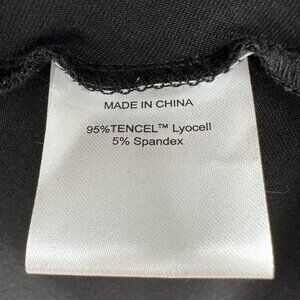 MADE IN CHINA
95%TENCEL™ Lyocell
5% Spandex